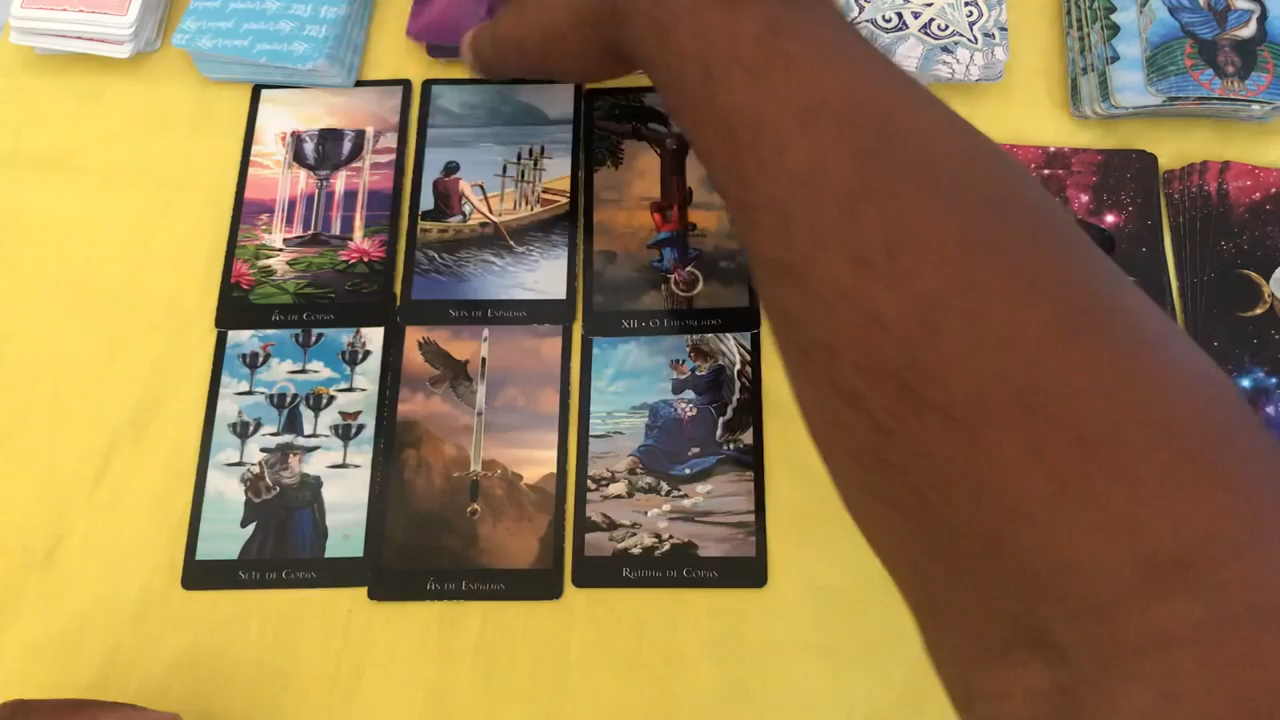 Ás de Copas
Seis de Espadas
XII • O Enforcado
Sete de Copas
Ás de Espadas
Rainha de Copas